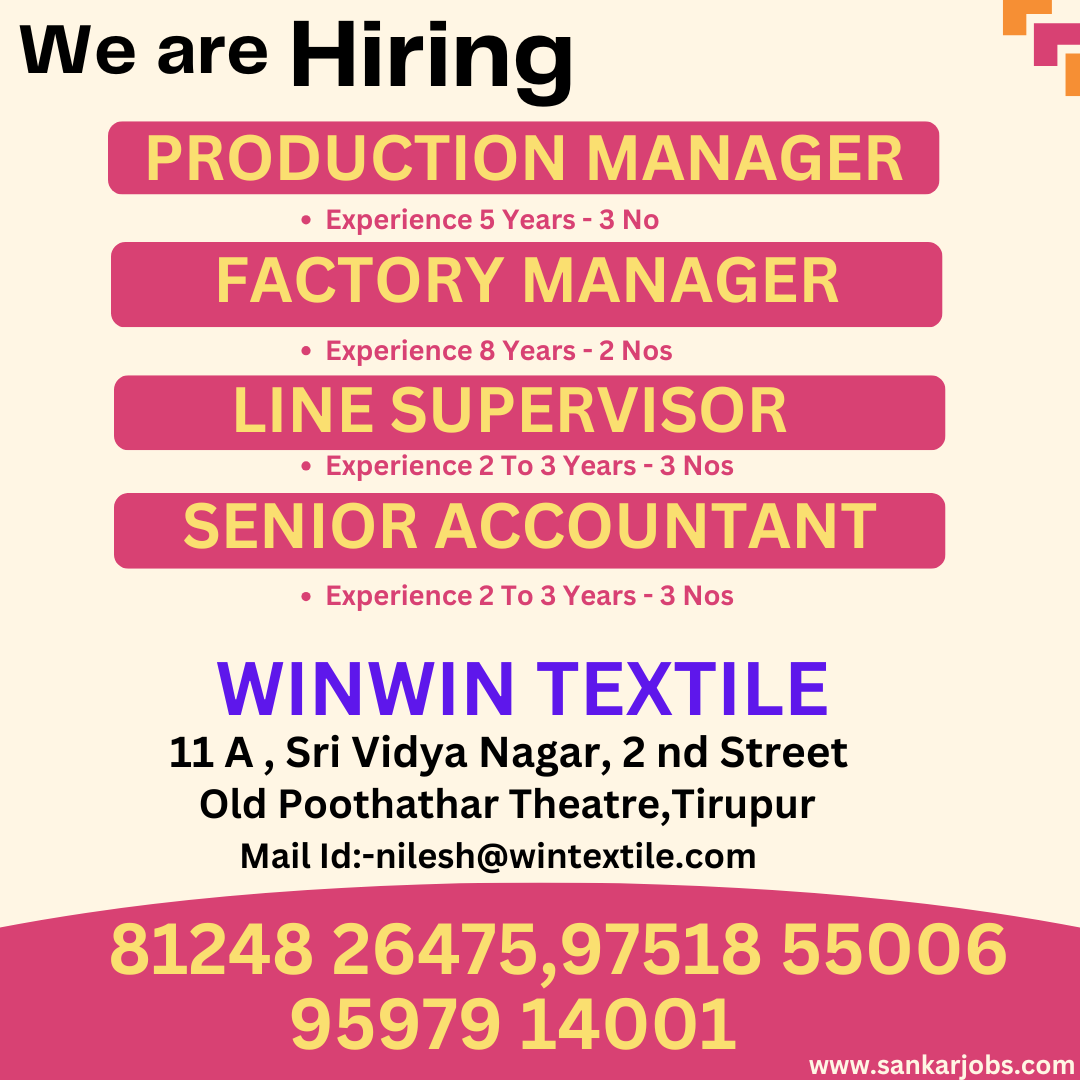 We are Hiring
PRODUCTION MANAGER
• Experience 5 Years - 3 No
FACTORY MANAGER
• Experience 8 Years - 2 Nos
LINE SUPERVISOR
• Experience 2 To 3 Years - 3 Nos
SENIOR ACCOUNTANT
• Experience 2 To 3 Years - 3 Nos
WINWIN TEXTILE
11 A , Sri Vidya Nagar, 2 nd Street
Old Poothathar Theatre,Tirupur
Mail Id:-nilesh@wintextile.com
81248 26475,97518 55006
95979 14001
www.sankarjobs.com